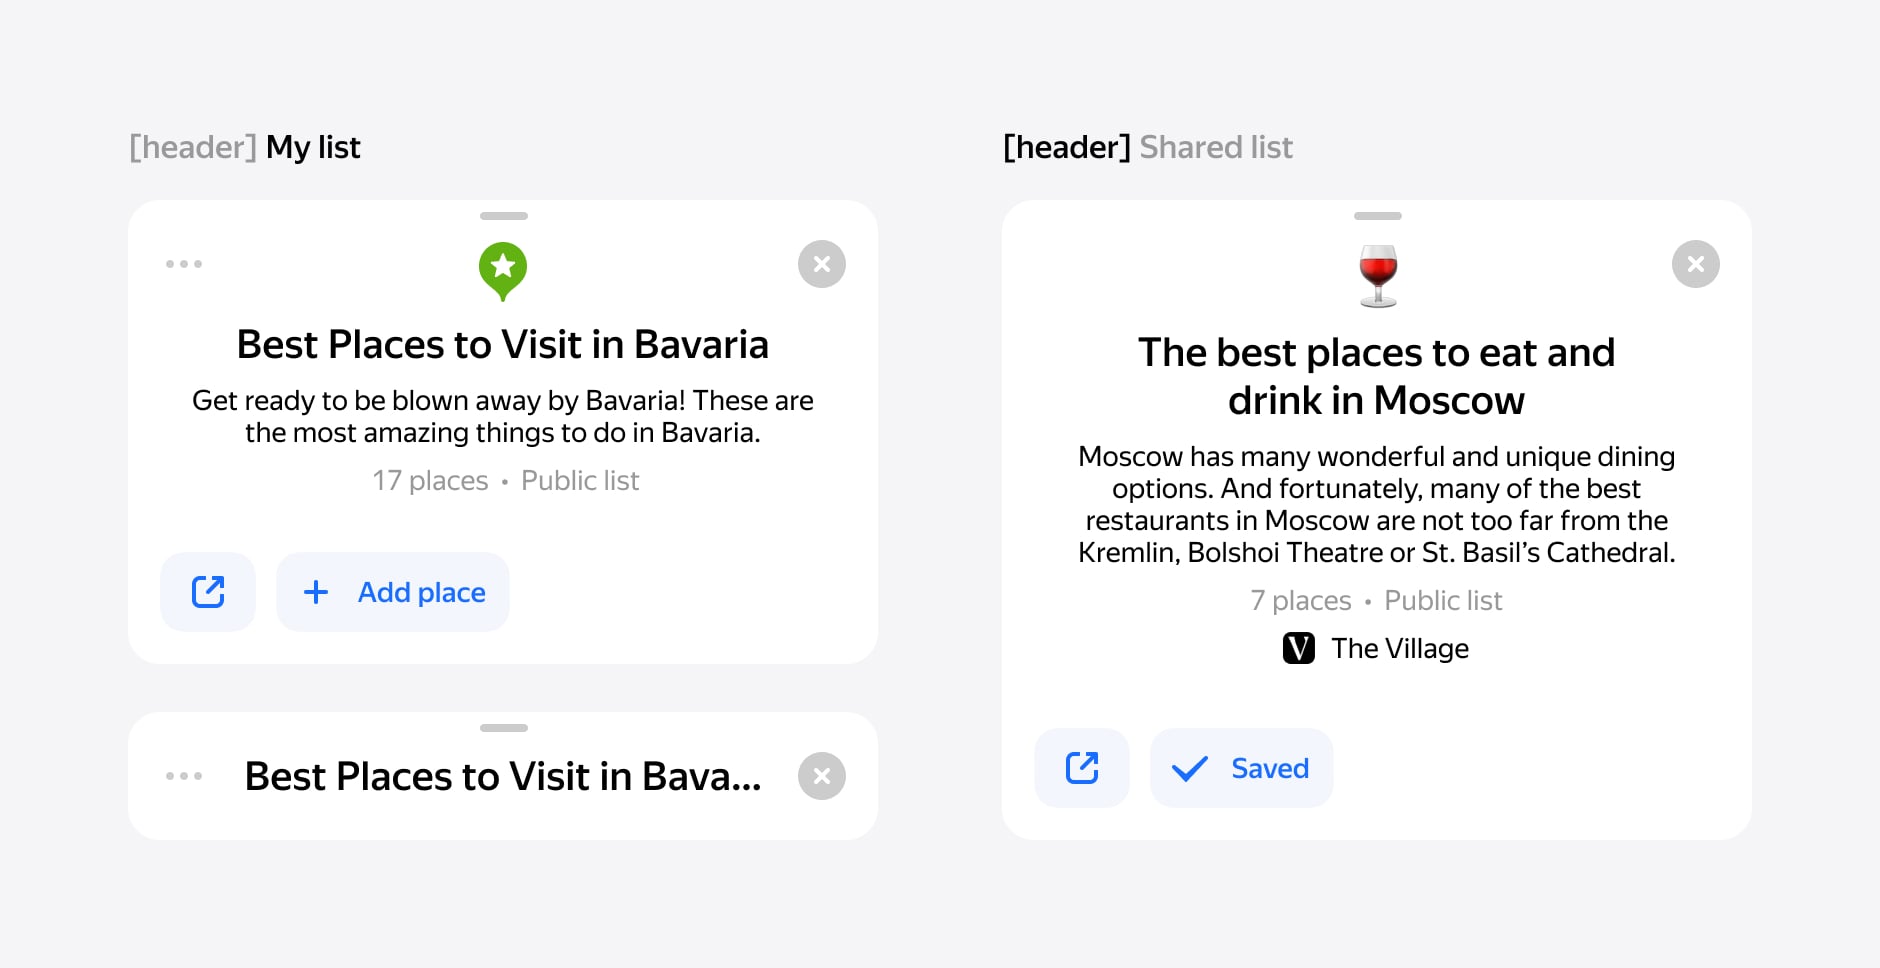 [header] My list
Best Places to Visit in Bavaria
Get ready to be blown away by Bavaria! These are
the most amazing things to do in Bavaria.
17 places • Public list
Add place
Best Places to Visit in Bava...
[header] Shared list
The best places to eat and
drink in Moscow
Moscow has many wonderful and unique dining
options. And fortunately, many of the best
restaurants in Moscow are not too far from the
Kremlin, Bolshoi Theatre or St. Basil’s Cathedral.
7 places • Public list
V The Village
Saved